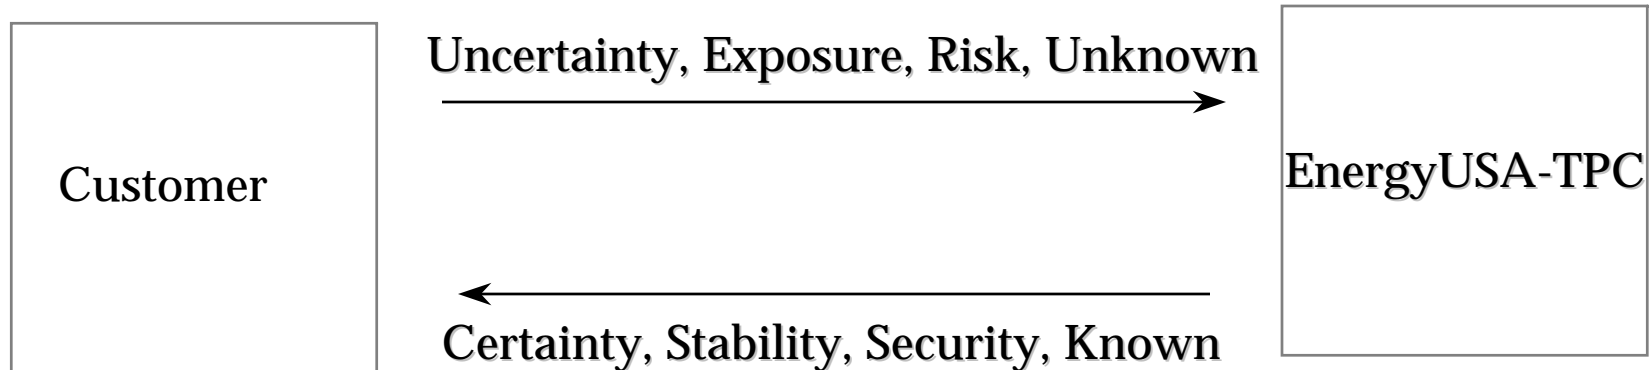 Uncertainty, Exposure, Risk, Unknown
Customer
EnergyUSA-TPC
Certainty, Stability, Security, Known